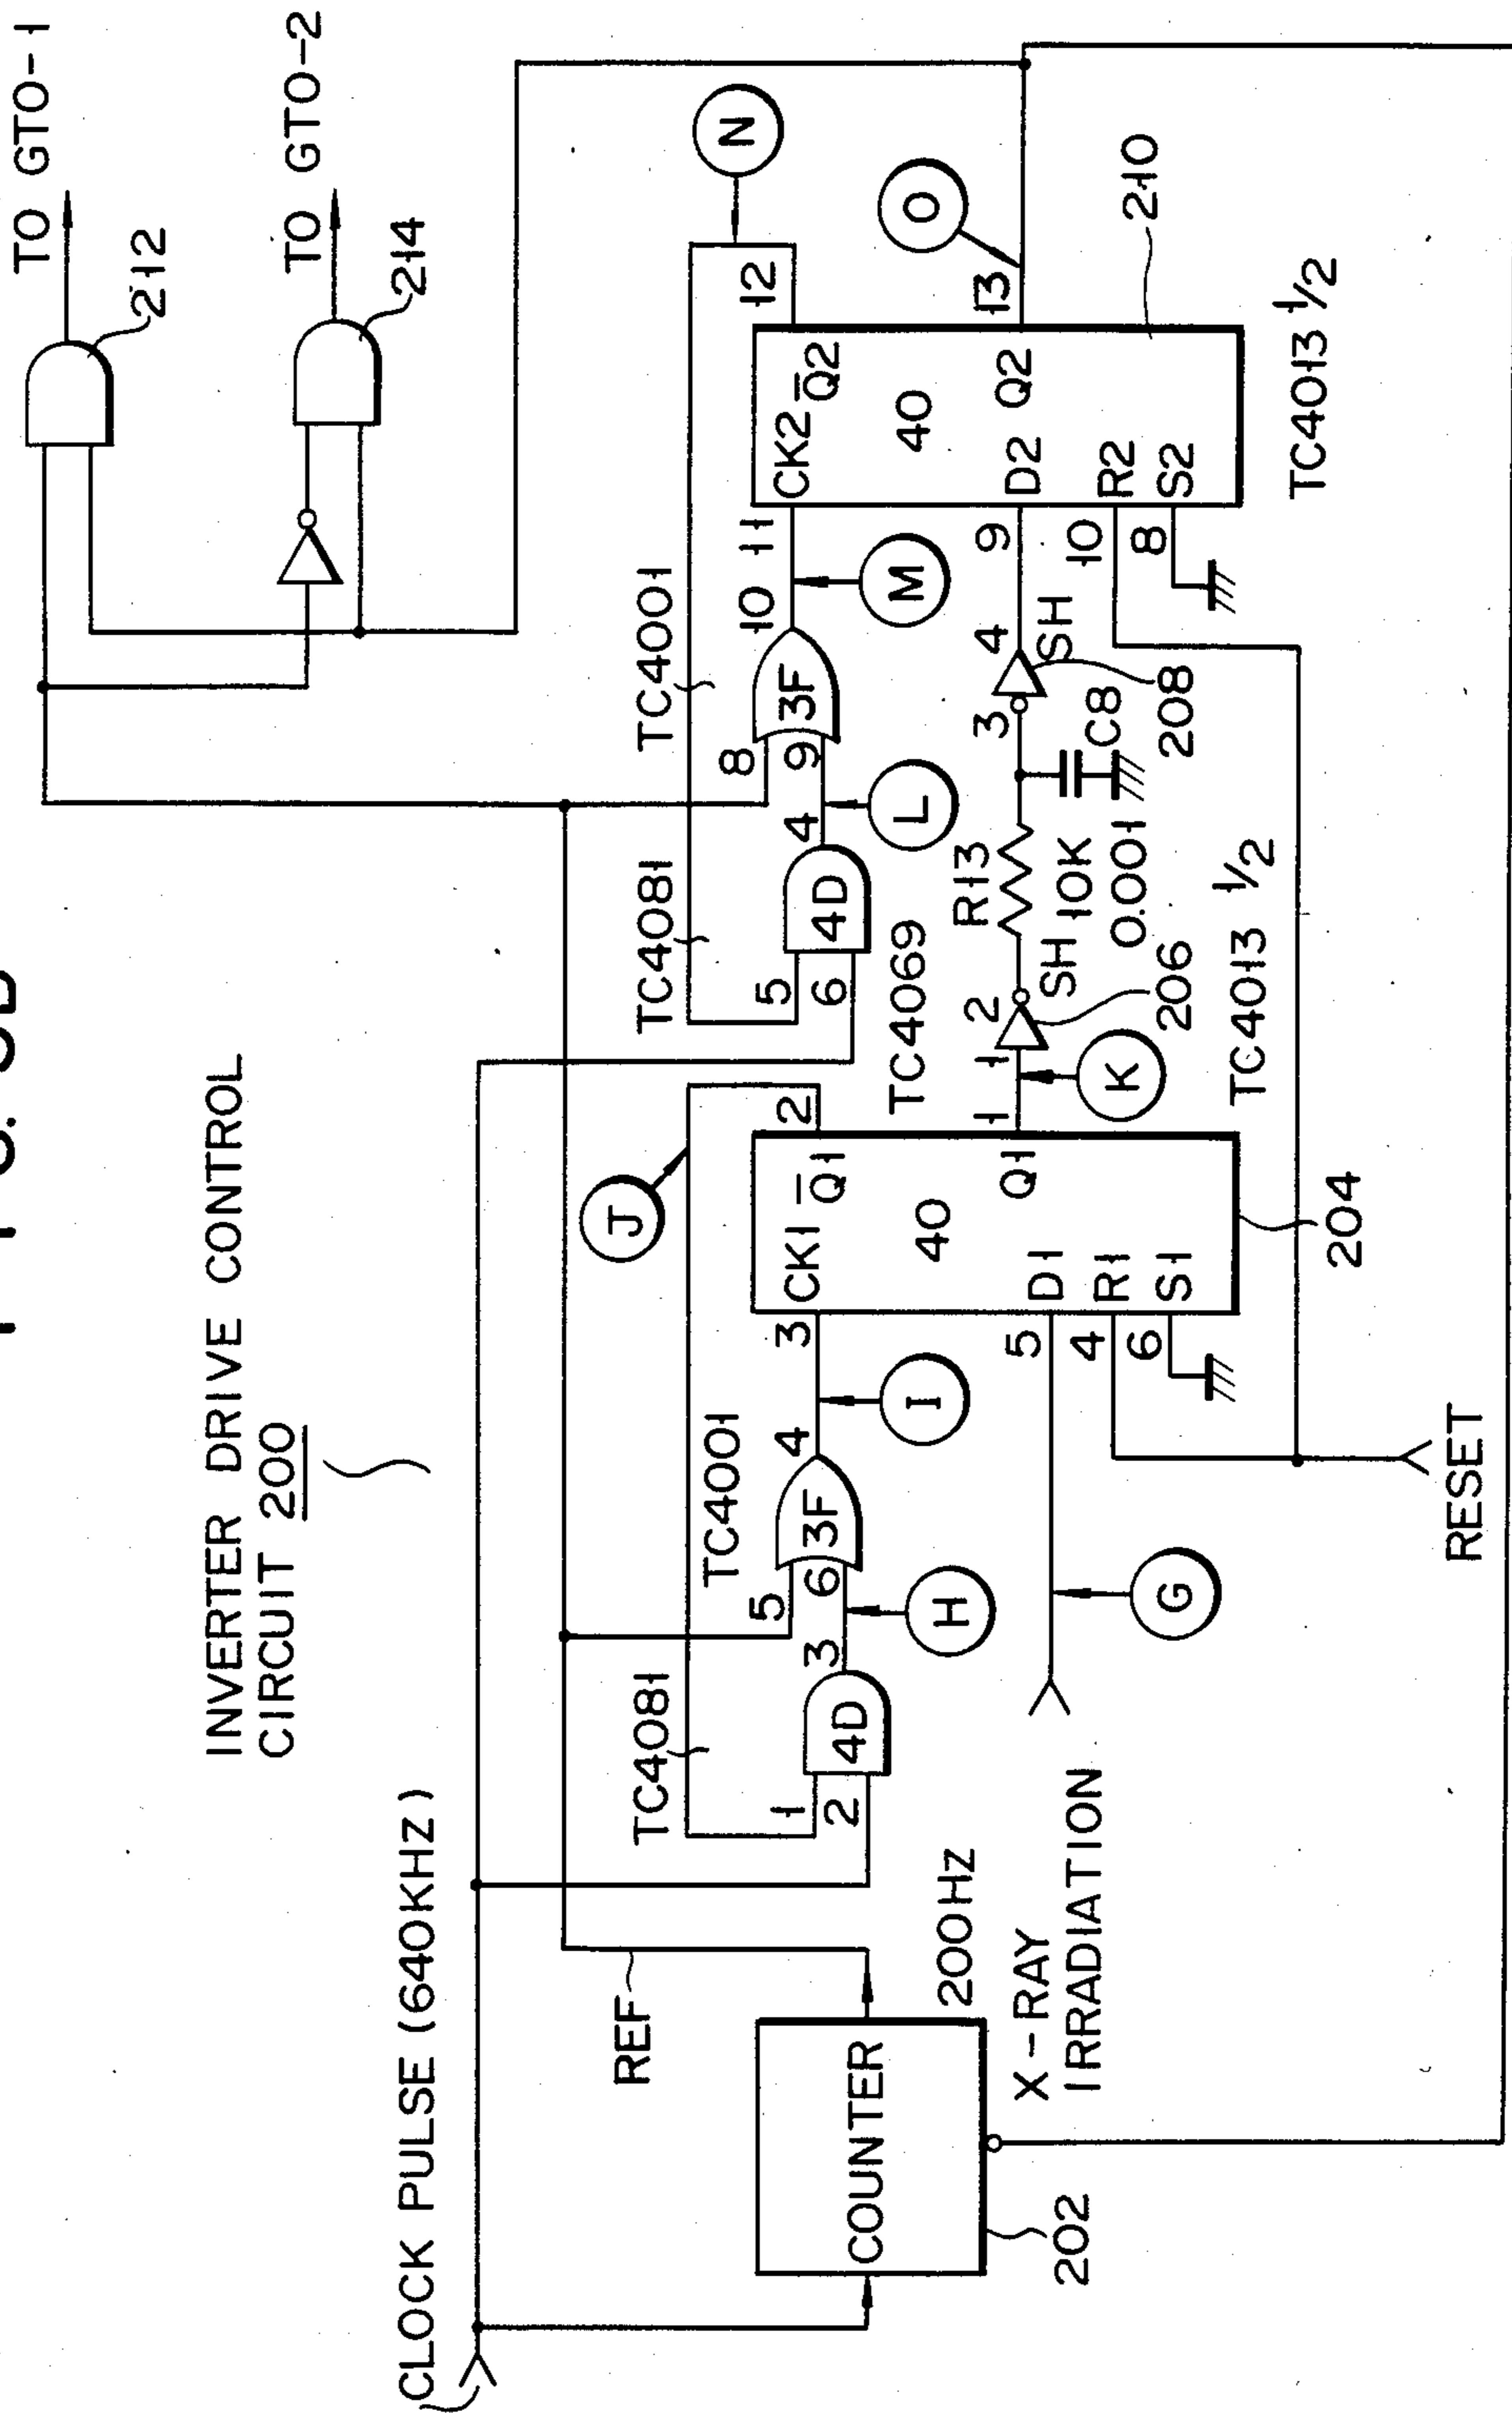 INVERTER DRIVE CONTROL
CIRCUIT 200
CLOCK PULSE (640KHZ)
TO GTO-1
212
TO GTO-2
214
REF
COUNTER
202
200Hz
X-RAY
IRRADIATION
TC4081
1
2
4D
3
H
TC4001
5
6
3F
4
I
J
G
3
CK1
Q1
2
40
5
D1
Q1
1
4
R1
6
S1
204
RESET
K
TC4013 1/2
TC4069
1
2
SH
206
R13
10K
0.001
C8
3
4
SH
208
TC4081
5
6
4D
4
L
TC4001
8
9
3F
10
M
11
CK2
Q2
12
N
40
9
D2
Q2
13
O
10
R2
8
S2
210
TC4013 1/2